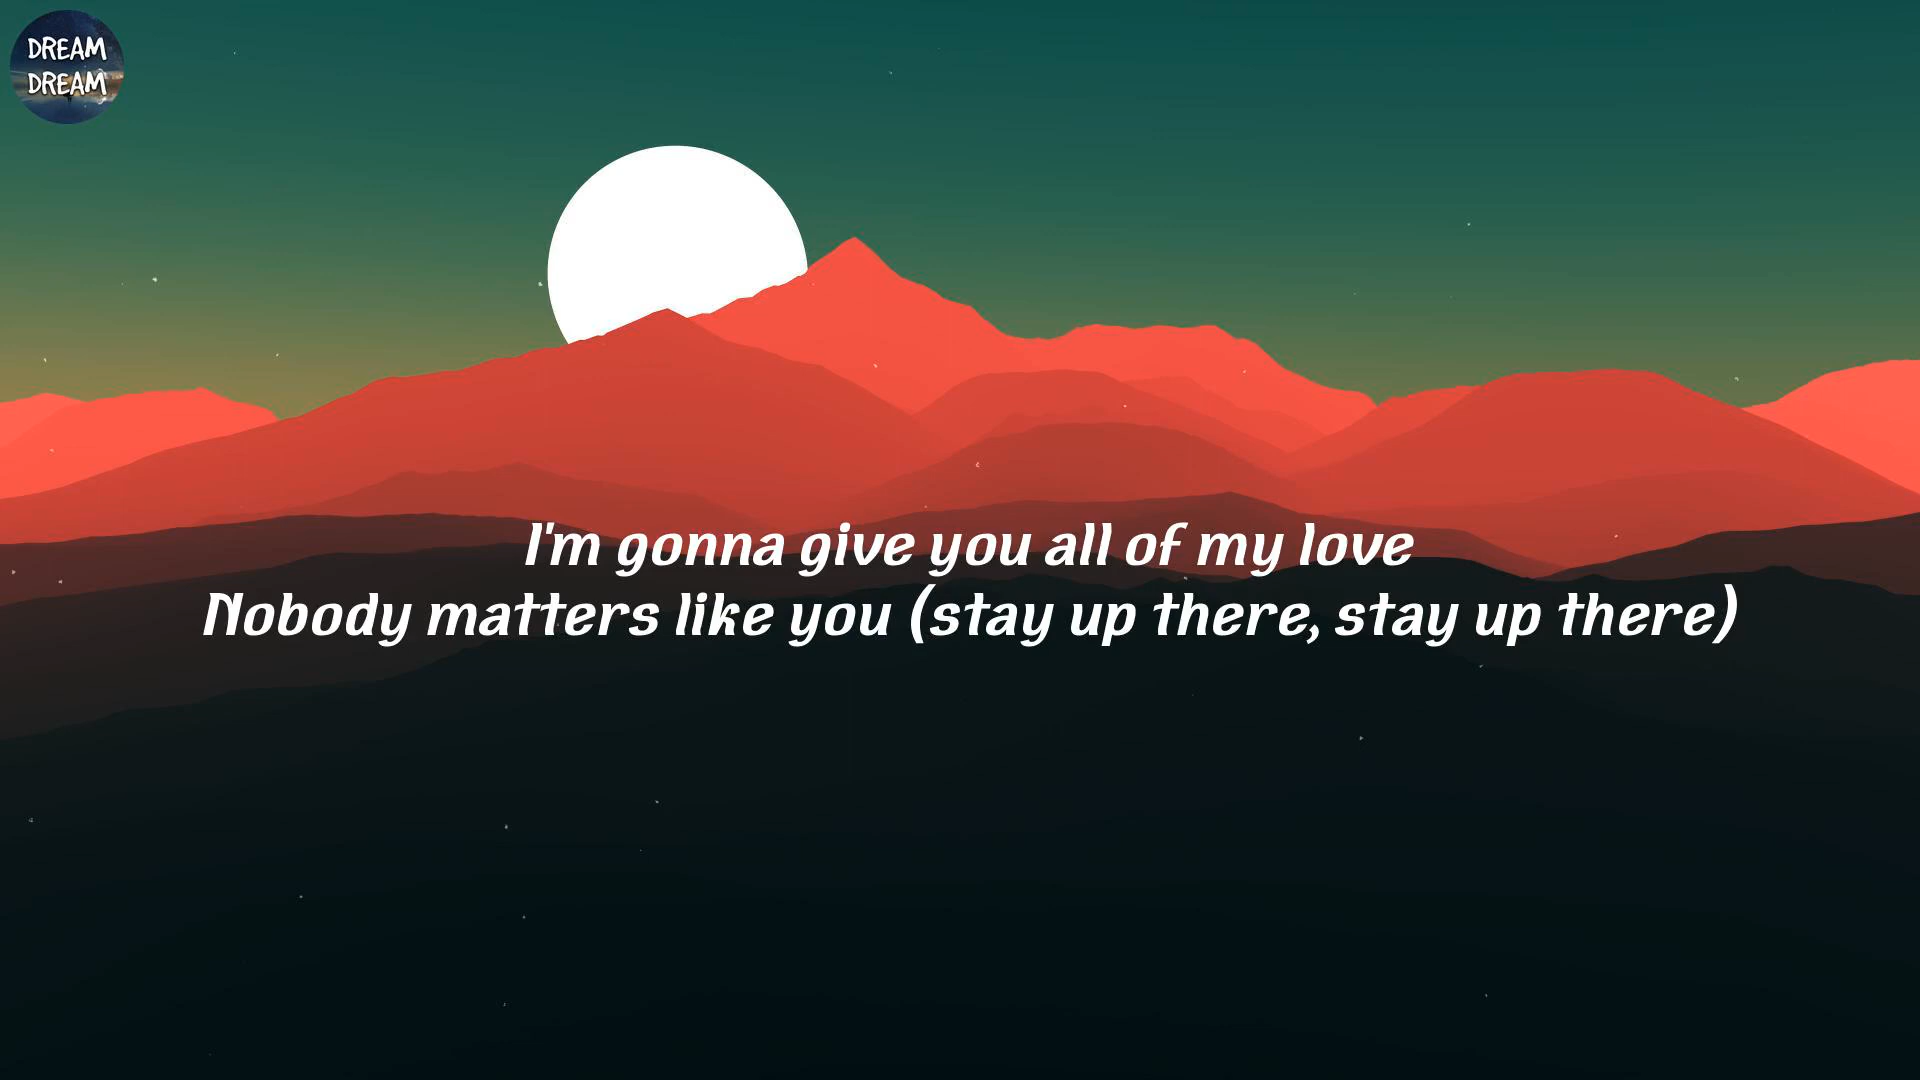 DREAM
DREAM
I'm gonna give you all of my love
Nobody matters like you (stay up there, stay up there)